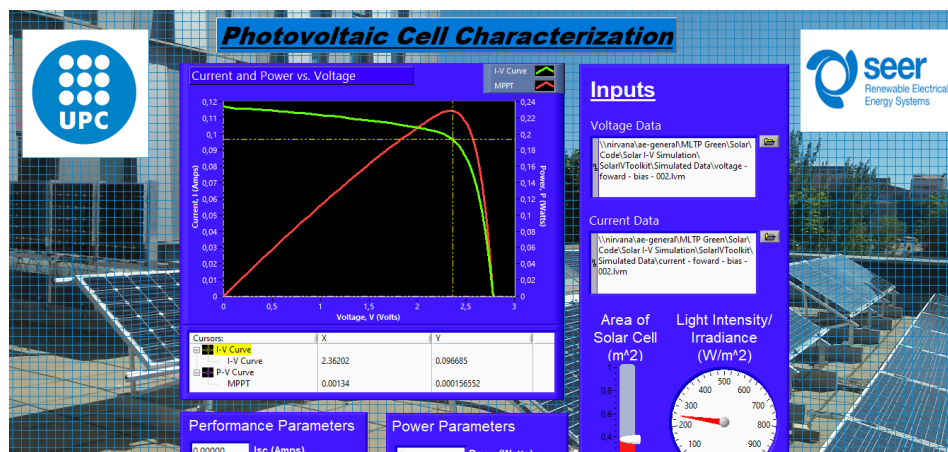 Photovoltaic Cell Characterization
UPC
seer
Renewable Electrical
Energy Systems
Current and Power vs. Voltage
I-V Curve
MPPT
0,12
0,11
0,1
0,09
0,08
0,07
0,06
0,05
0,04
0,03
0,02
0,01
0
Current, I (Amps)
0,24
0,22
0,2
0,18
0,16
0,14
0,12
0,1
0,08
0,06
0,04
0,02
0
Power, P (Watts)
0 0,5 1 1,5 2 2,5 3
Voltage, V (Volts)
Cursors: X Y
I-V Curve
I-V Curve 2.36202 0.096685
P-V Curve
MPPT 0.00134 0.000156552
Inputs
Voltage Data
\\nirvana\ae-general\MLTP Green\Solar\
Code\Solar I-V Simulation\
SolarIVToolkit\Simulated Data\voltage -
foward - bias - 002.lvm
Current Data
\\nirvana\ae-general\MLTP Green\Solar\
Code\Solar I-V Simulation\SolarIVToolkit\
Simulated Data\current - foward - bias -
002.lvm
Area of
Solar Cell
(m^2)
1
0,8
0,6
0,4
Light Intensity/
Irradiance
(W/m^2)
100 200 300 400 500 600 700 800 900
Performance Parameters
0.00000 Isc (Amps)
Power Parameters